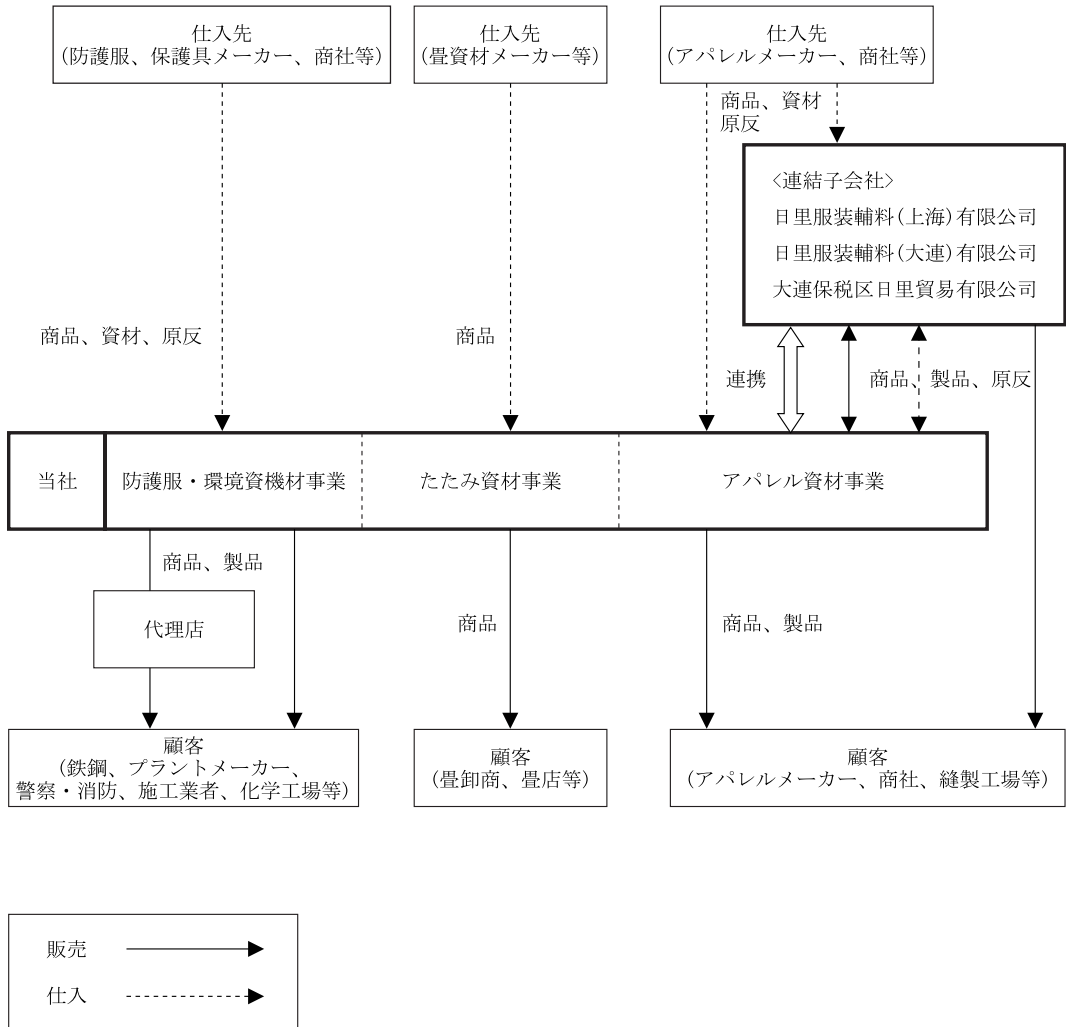 仕入先
(防護服、保護具メーカー、商社等)
仕入先
(畳資材メーカー等)
仕入先
(アパレルメーカー、商社等)
商品、資材
原反
<連結子会社>
日里服装輔料(上海)有限公司
日里服装輔料(大連)有限公司
大連保税区日里貿易有限公司
商品、資材、原反
商品
連携
商品、製品、原反
当社
防護服・環境資機材事業
たたみ資材事業
アパレル資材事業
商品、製品
代理店
商品
商品、製品
顧客
(鉄鋼、プラントメーカー、
警察・消防、施工業者、化学工場等)
顧客
(畳卸商、畳店等)
顧客
(アパレルメーカー、商社、縫製工場等)
販売
仕入